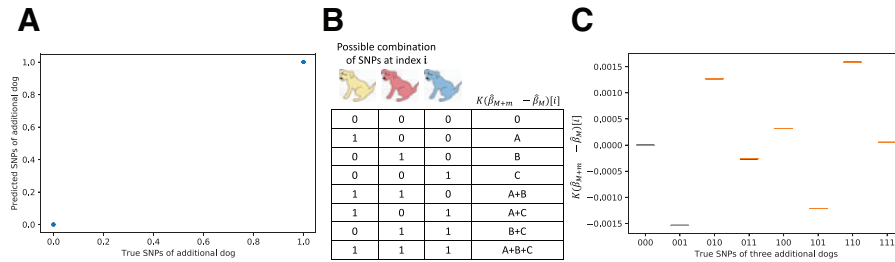 A
Predicted SNPs of additional dog
1.0
0.8
0.6
0.4
0.2
0.0
0.0 0.2 0.4 0.6 0.8 1.0
True SNPs of additional dog
B
Possible combination
of SNPs at index i
K(β̂_{M+m} − β̂_M)[i]
0 0 0 0
1 0 0 A
0 1 0 B
0 0 1 C
1 1 0 A+B
1 0 1 A+C
0 1 1 B+C
1 1 1 A+B+C
C
K(β̂_{M+m} − β̂_M)[i]
0.0015
0.0010
0.0005
0.0000
−0.0005
−0.0010
−0.0015
000 001 010 011 100 101 110 111
True SNPs of three additional dogs